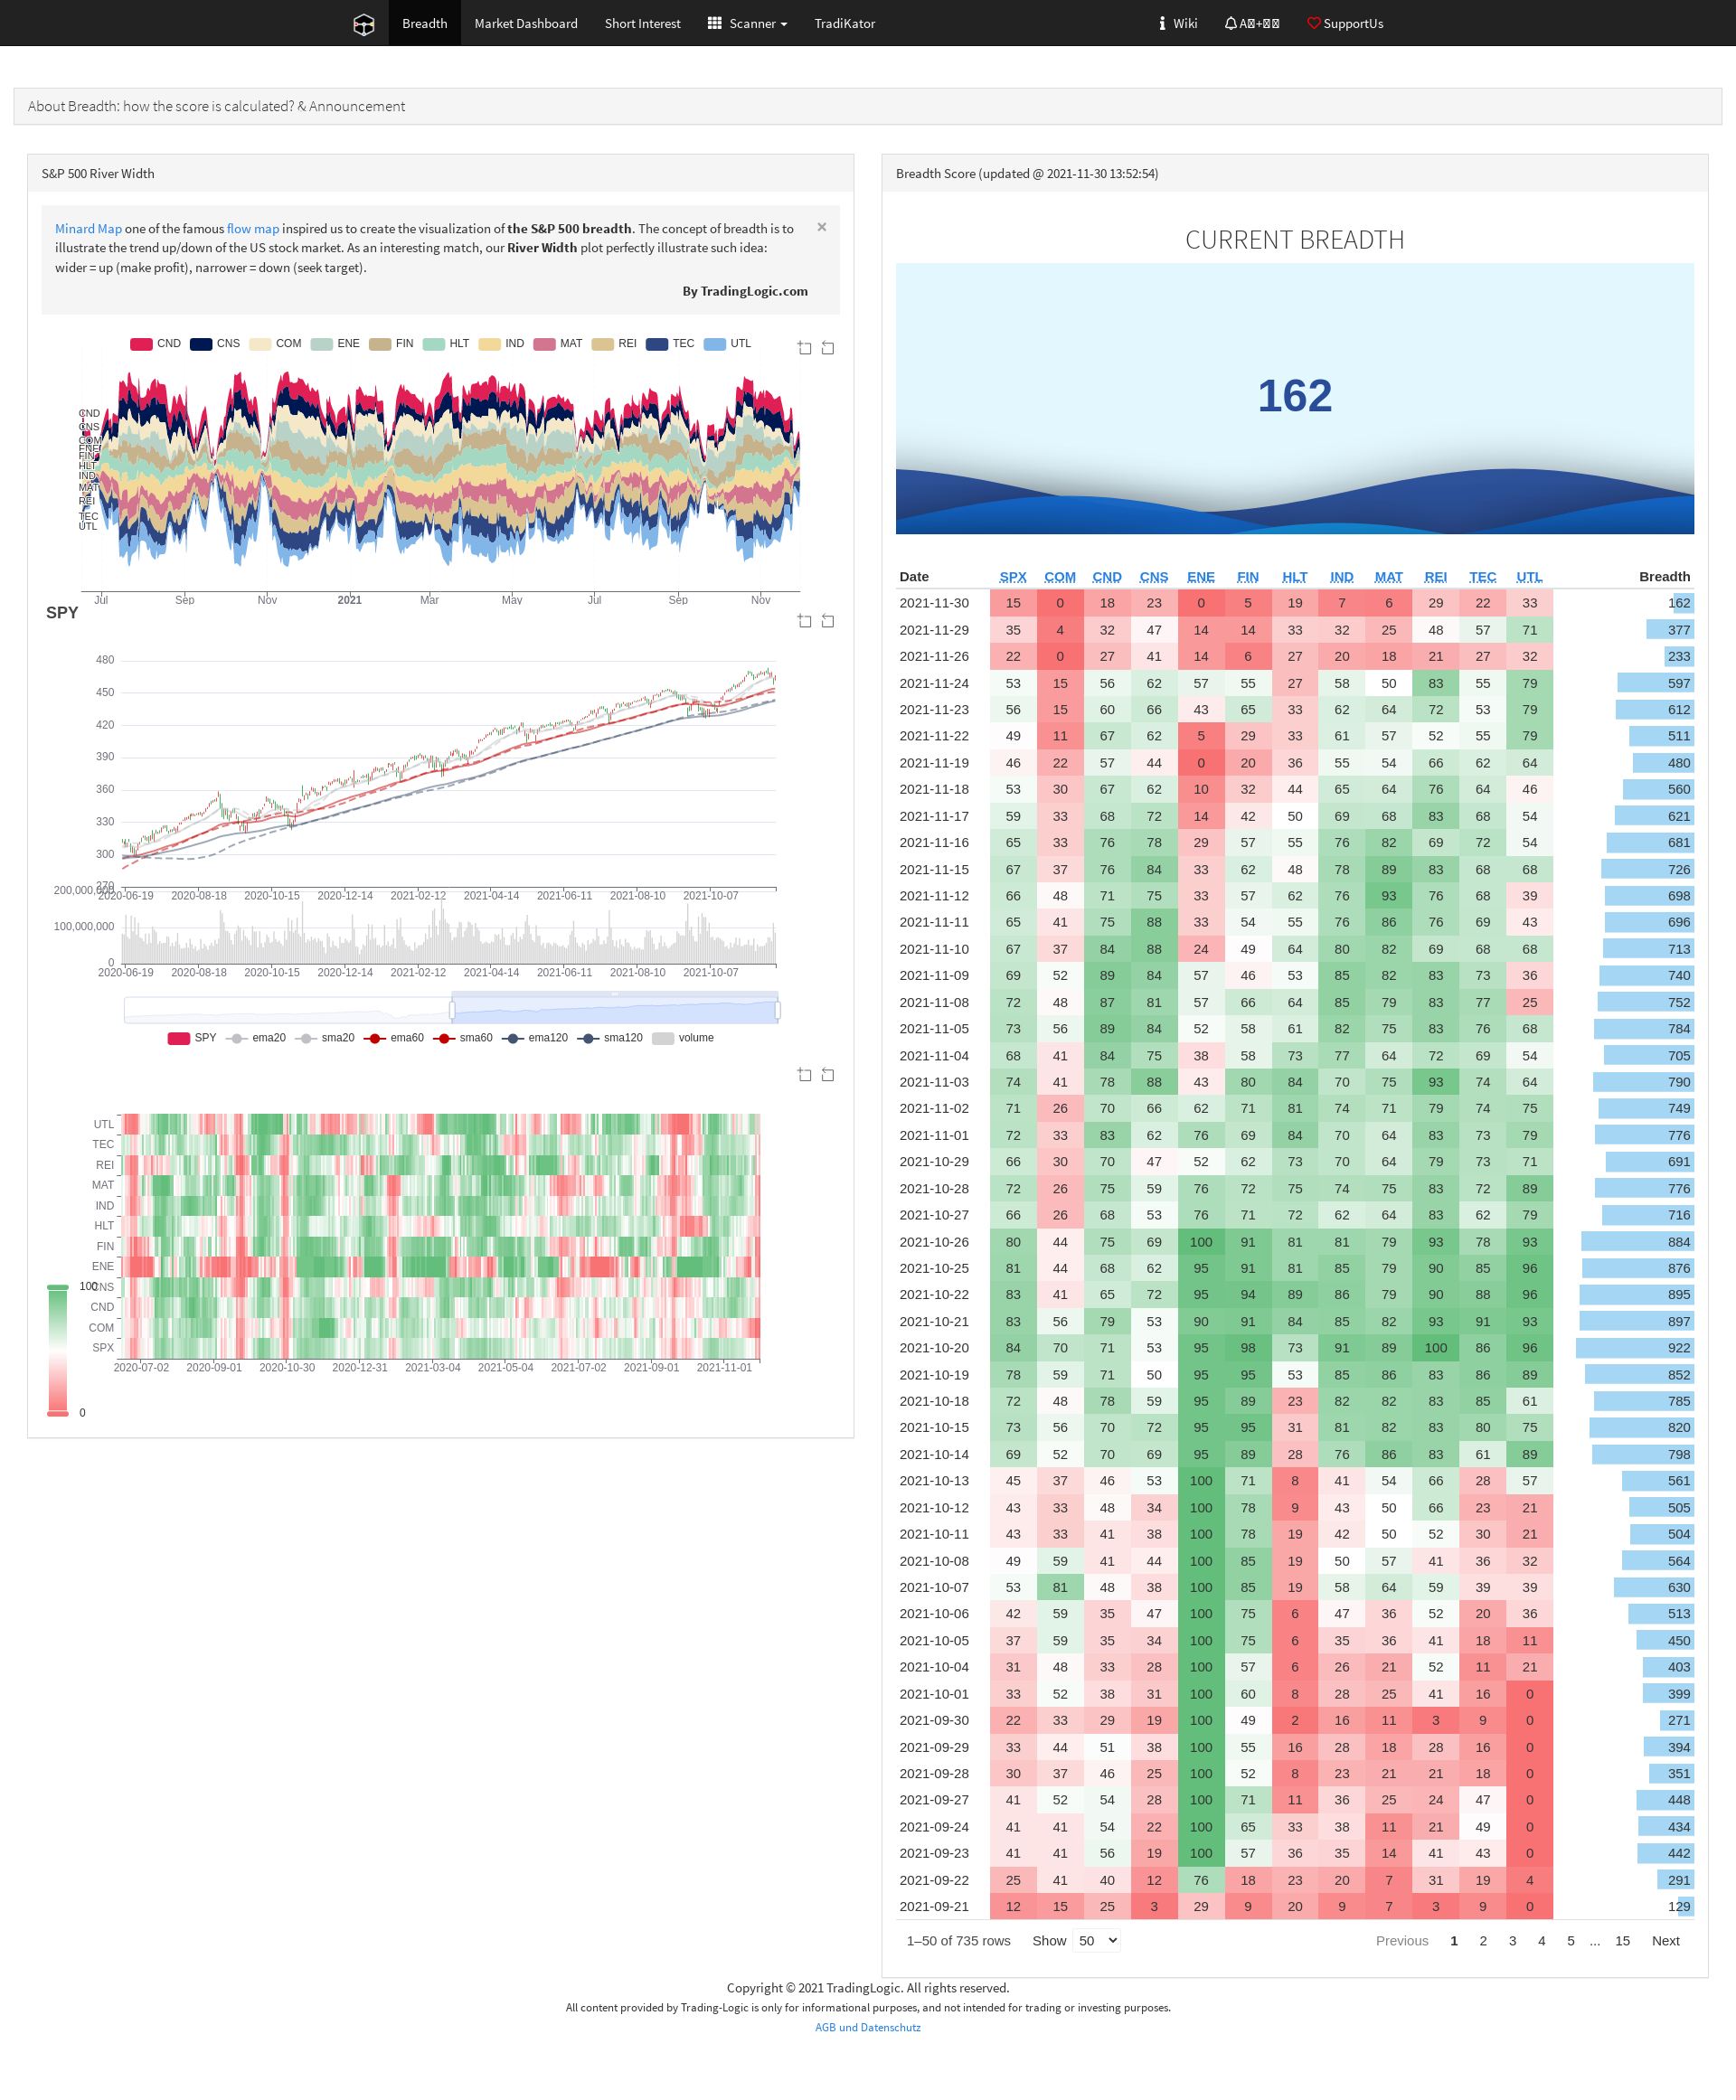 Breadth Market Dashboard Short Interest Scanner TradiKator Wiki SupportUs
About Breadth: how the score is calculated? & Announcement
S&P 500 River Width
Minard Map one of the famous flow map inspired us to create the visualization of the S&P 500 breadth. The concept of breadth is to
illustrate the trend up/down of the US stock market. As an interesting match, our River Width plot perfectly illustrate such idea:
wider = up (make profit), narrower = down (seek target).
×
By TradingLogic.com
CND CNS COM ENE FIN HLT IND MAT REI TEC UTL
CND
CNS
COM
ENE
FIN
HLT
IND
MAT
REI
TEC
UTL
Jul Sep Nov 2021 Mar May Jul Sep Nov
SPY
480
450
420
390
360
330
300
270
2020-06-19 2020-08-18 2020-10-15 2020-12-14 2021-02-12 2021-04-14 2021-06-11 2021-08-10 2021-10-07
200,000,000
100,000,000
0
2020-06-19 2020-08-18 2020-10-15 2020-12-14 2021-02-12 2021-04-14 2021-06-11 2021-08-10 2021-10-07
SPY ema20 sma20 ema60 sma60 ema120 sma120 volume
UTL
TEC
REI
MAT
IND
HLT
FIN
ENE
CNS
CND
COM
SPX
100
0
2020-07-02 2020-09-01 2020-10-30 2020-12-31 2021-03-04 2021-05-04 2021-07-02 2021-09-01 2021-11-01
Breadth Score (updated @ 2021-11-30 13:52:54)
CURRENT BREADTH
162
Date SPX COM CND CNS ENE FIN HLT IND MAT REI TEC UTL Breadth
2021-11-30 15 0 18 23 0 5 19 7 6 29 22 33 162
2021-11-29 35 4 32 47 14 14 33 32 25 48 57 71 377
2021-11-26 22 0 27 41 14 6 27 20 18 21 27 32 233
2021-11-24 53 15 56 62 57 55 27 58 50 83 55 79 597
2021-11-23 56 15 60 66 43 65 33 62 64 72 53 79 612
2021-11-22 49 11 67 62 5 29 33 61 57 52 55 79 511
2021-11-19 46 22 57 44 0 20 36 55 54 66 62 64 480
2021-11-18 53 30 67 62 10 32 44 65 64 76 64 46 560
2021-11-17 59 33 68 72 14 42 50 69 68 83 68 54 621
2021-11-16 65 33 76 78 29 57 55 76 82 69 72 54 681
2021-11-15 67 37 76 84 33 62 48 78 89 83 68 68 726
2021-11-12 66 48 71 75 33 57 62 76 93 76 68 39 698
2021-11-11 65 41 75 88 33 54 55 76 86 76 69 43 696
2021-11-10 67 37 84 88 24 49 64 80 82 69 68 68 713
2021-11-09 69 52 89 84 57 46 53 85 82 83 73 36 740
2021-11-08 72 48 87 81 57 66 64 85 79 83 77 25 752
2021-11-05 73 56 89 84 52 58 61 82 75 83 76 68 784
2021-11-04 68 41 84 75 38 58 73 77 64 72 69 54 705
2021-11-03 74 41 78 88 43 80 84 70 75 93 74 64 790
2021-11-02 71 26 70 66 62 71 81 74 71 79 74 75 749
2021-11-01 72 33 83 62 76 69 84 70 64 83 73 79 776
2021-10-29 66 30 70 47 52 62 73 70 64 79 73 71 691
2021-10-28 72 26 75 59 76 72 75 74 75 83 72 89 776
2021-10-27 66 26 68 53 76 71 72 62 64 83 62 79 716
2021-10-26 80 44 75 69 100 91 81 81 79 93 78 93 884
2021-10-25 81 44 68 62 95 91 81 85 79 90 85 96 876
2021-10-22 83 41 65 72 95 94 89 86 79 90 88 96 895
2021-10-21 83 56 79 53 90 91 84 85 82 93 91 93 897
2021-10-20 84 70 71 53 95 98 73 91 89 100 86 96 922
2021-10-19 78 59 71 50 95 95 53 85 86 83 86 89 852
2021-10-18 72 48 78 59 95 89 23 82 82 83 85 61 785
2021-10-15 73 56 70 72 95 95 31 81 82 83 80 75 820
2021-10-14 69 52 70 69 95 89 28 76 86 83 61 89 798
2021-10-13 45 37 46 53 100 71 8 41 54 66 28 57 561
2021-10-12 43 33 48 34 100 78 9 43 50 66 23 21 505
2021-10-11 43 33 41 38 100 78 19 42 50 52 30 21 504
2021-10-08 49 59 41 44 100 85 19 50 57 41 36 32 564
2021-10-07 53 81 48 38 100 85 19 58 64 59 39 39 630
2021-10-06 42 59 35 47 100 75 6 47 36 52 20 36 513
2021-10-05 37 59 35 34 100 75 6 35 36 41 18 11 450
2021-10-04 31 48 33 28 100 57 6 26 21 52 11 21 403
2021-10-01 33 52 38 31 100 60 8 28 25 41 16 0 399
2021-09-30 22 33 29 19 100 49 2 16 11 3 9 0 271
2021-09-29 33 44 51 38 100 55 16 28 18 28 16 0 394
2021-09-28 30 37 46 25 100 52 8 23 21 21 18 0 351
2021-09-27 41 52 54 28 100 71 11 36 25 24 47 0 448
2021-09-24 41 41 54 22 100 65 33 38 11 21 49 0 434
2021-09-23 41 41 56 19 100 57 36 35 14 41 43 0 442
2021-09-22 25 41 40 12 76 18 23 20 7 31 19 4 291
2021-09-21 12 15 25 3 29 9 20 9 7 3 9 0 129
1–50 of 735 rows Show 50 Previous 1 2 3 4 5 ... 15 Next
Copyright © 2021 TradingLogic. All rights reserved.
All content provided by Trading-Logic is only for informational purposes, and not intended for trading or investing purposes.
AGB und Datenschutz